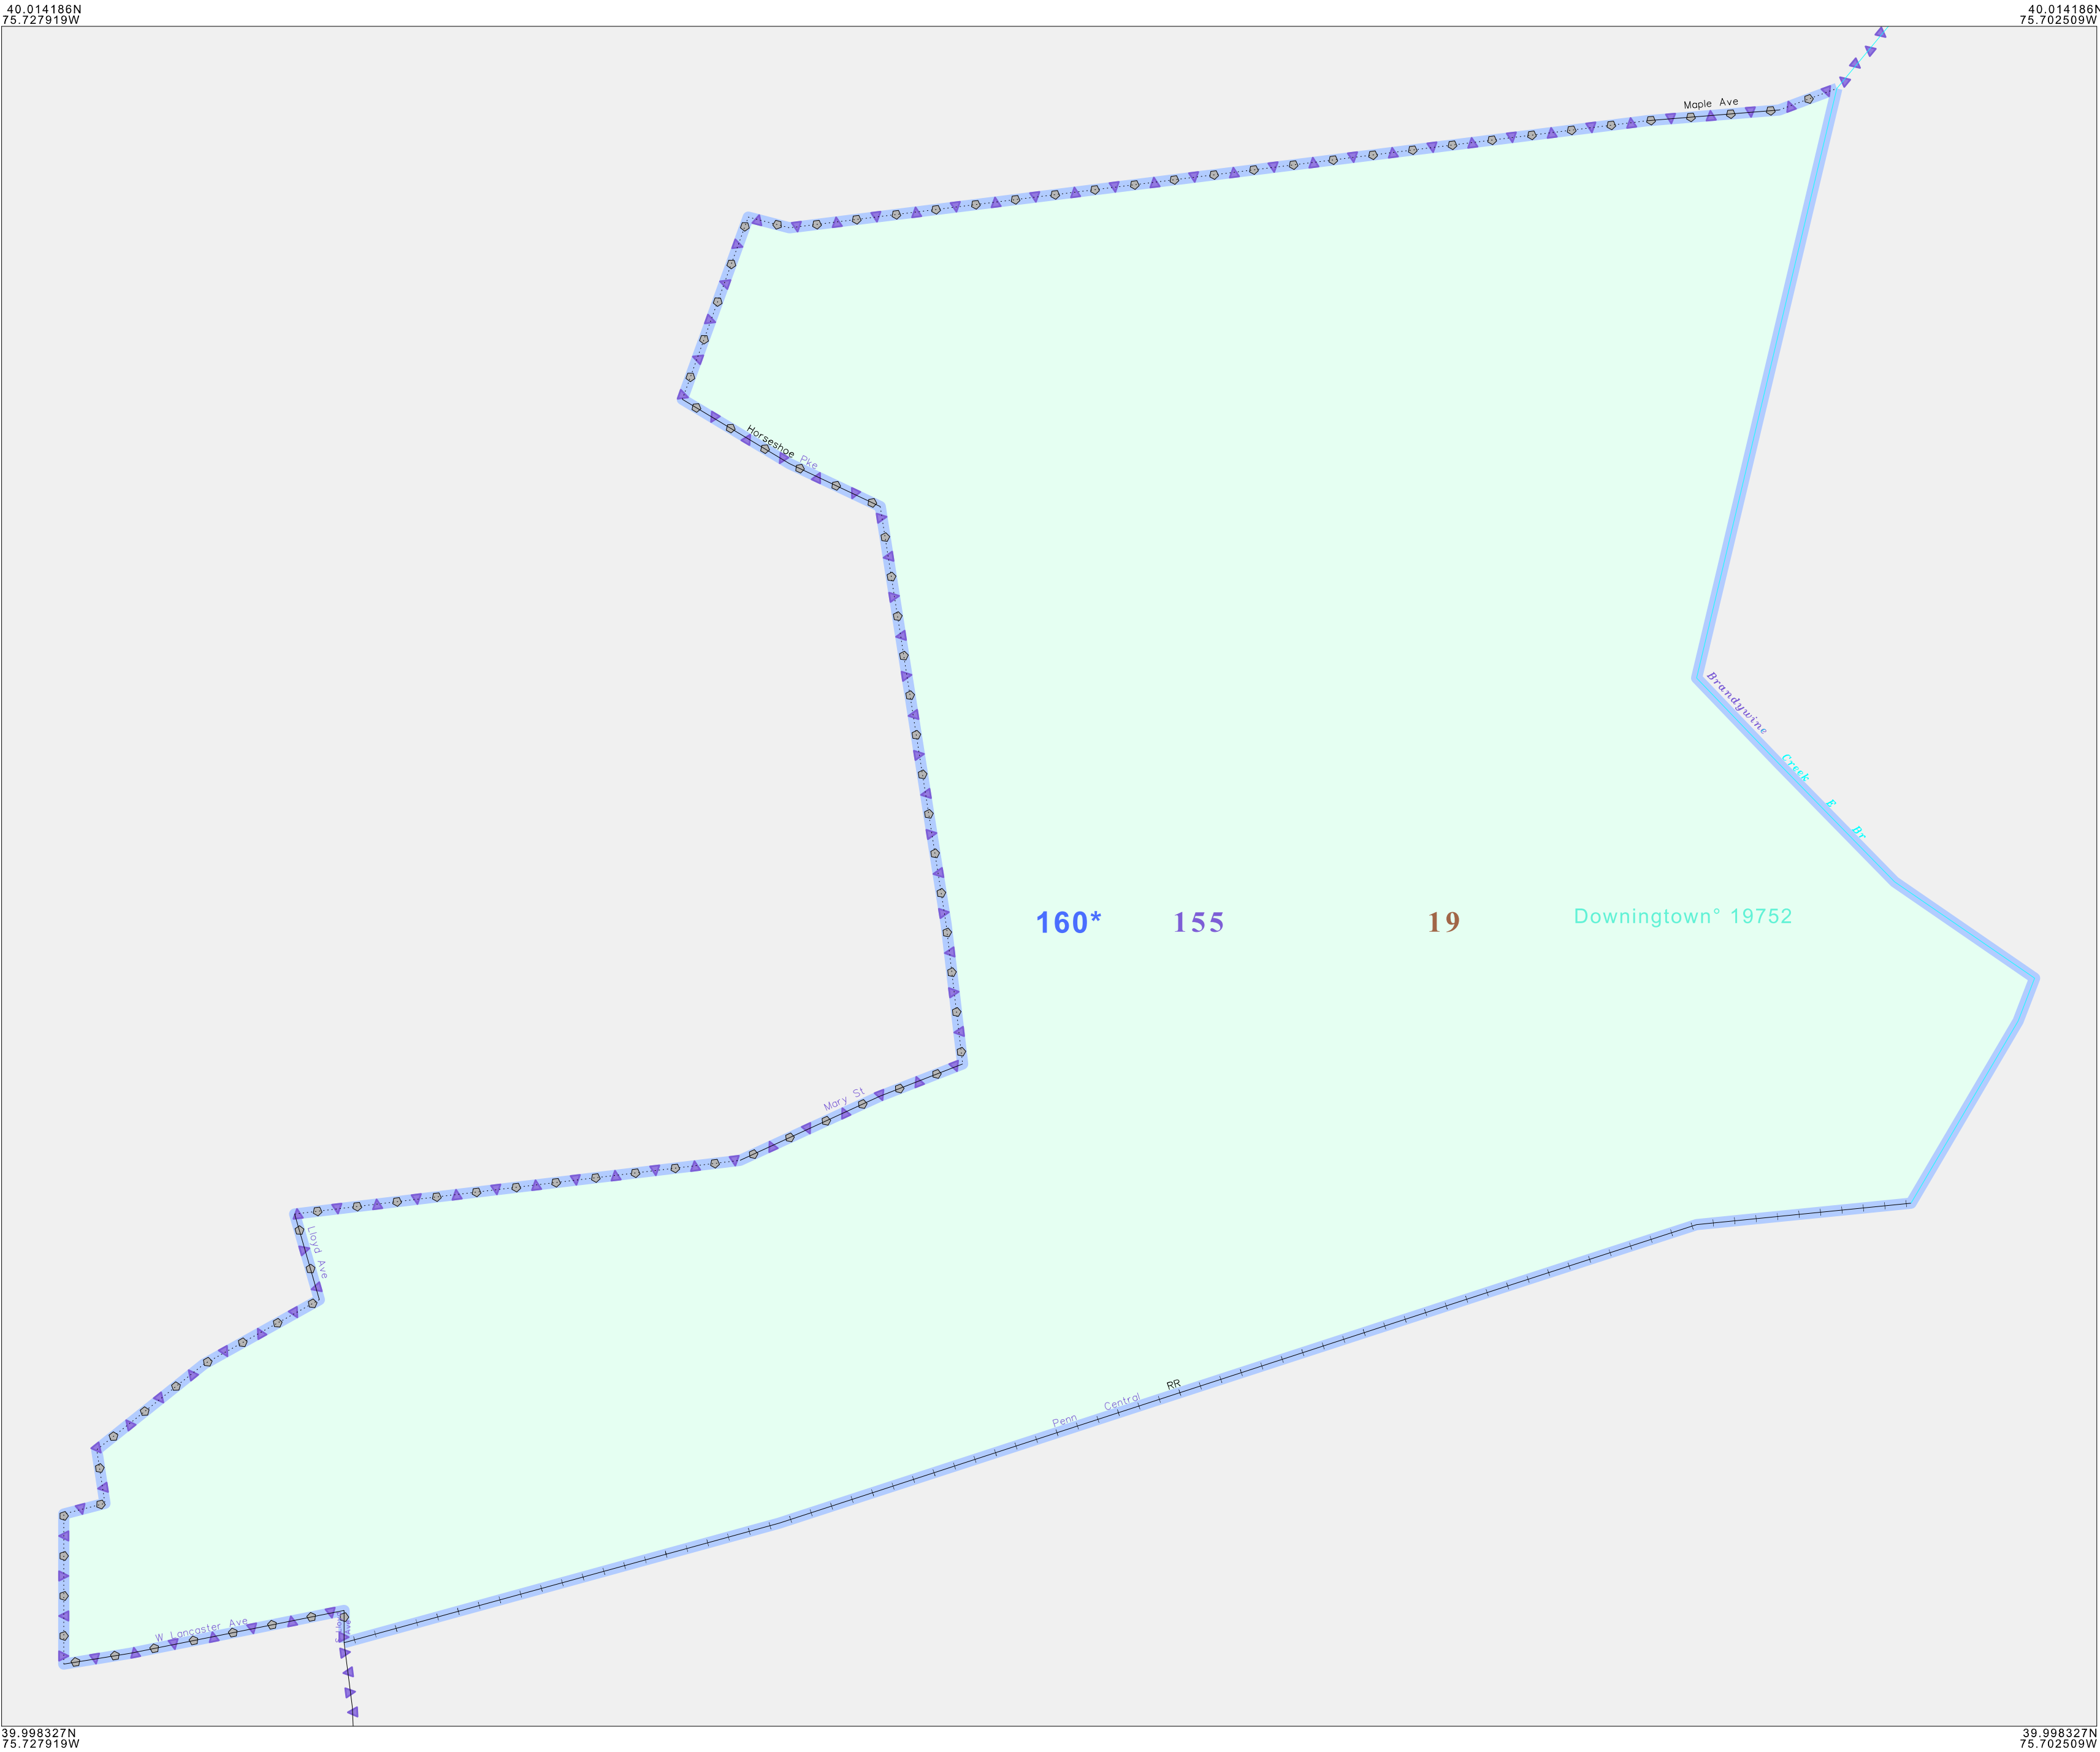 40.014186N
75.727919W
40.014186N
75.702509W
Maple Ave
Horseshoe Pke
Brandywine Creek E Br
160* 155 19 Downingtown° 19752
Mary St
Lloyd Ave
Penn Central RR
W Lancaster Ave
39.998327N
75.727919W
39.998327N
75.702509W